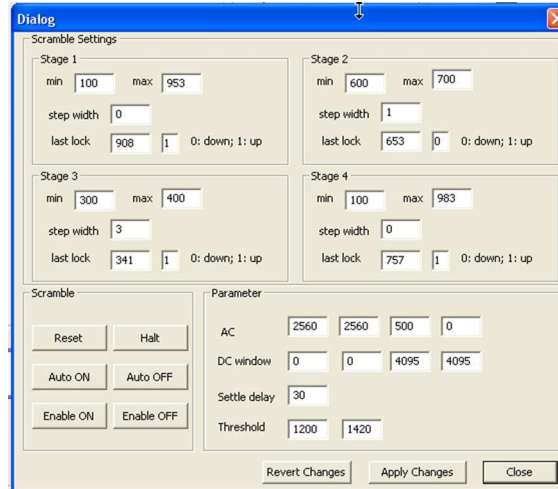 Dialog
Scramble Settings
Stage 1
min 100 max 953
step width 0
last lock 908 1 0: down; 1: up
Stage 2
min 600 max 700
step width 1
last lock 653 0 0: down; 1: up
Stage 3
min 300 max 400
step width 3
last lock 341 1 0: down; 1: up
Stage 4
min 100 max 983
step width 0
last lock 757 1 0: down; 1: up
Scramble
Reset Halt
Auto ON Auto OFF
Enable ON Enable OFF
Parameter
AC 2560 2560 500 0
DC window 0 0 4095 4095
Settle delay 30
Threshold 1200 1420
Revert Changes Apply Changes Close